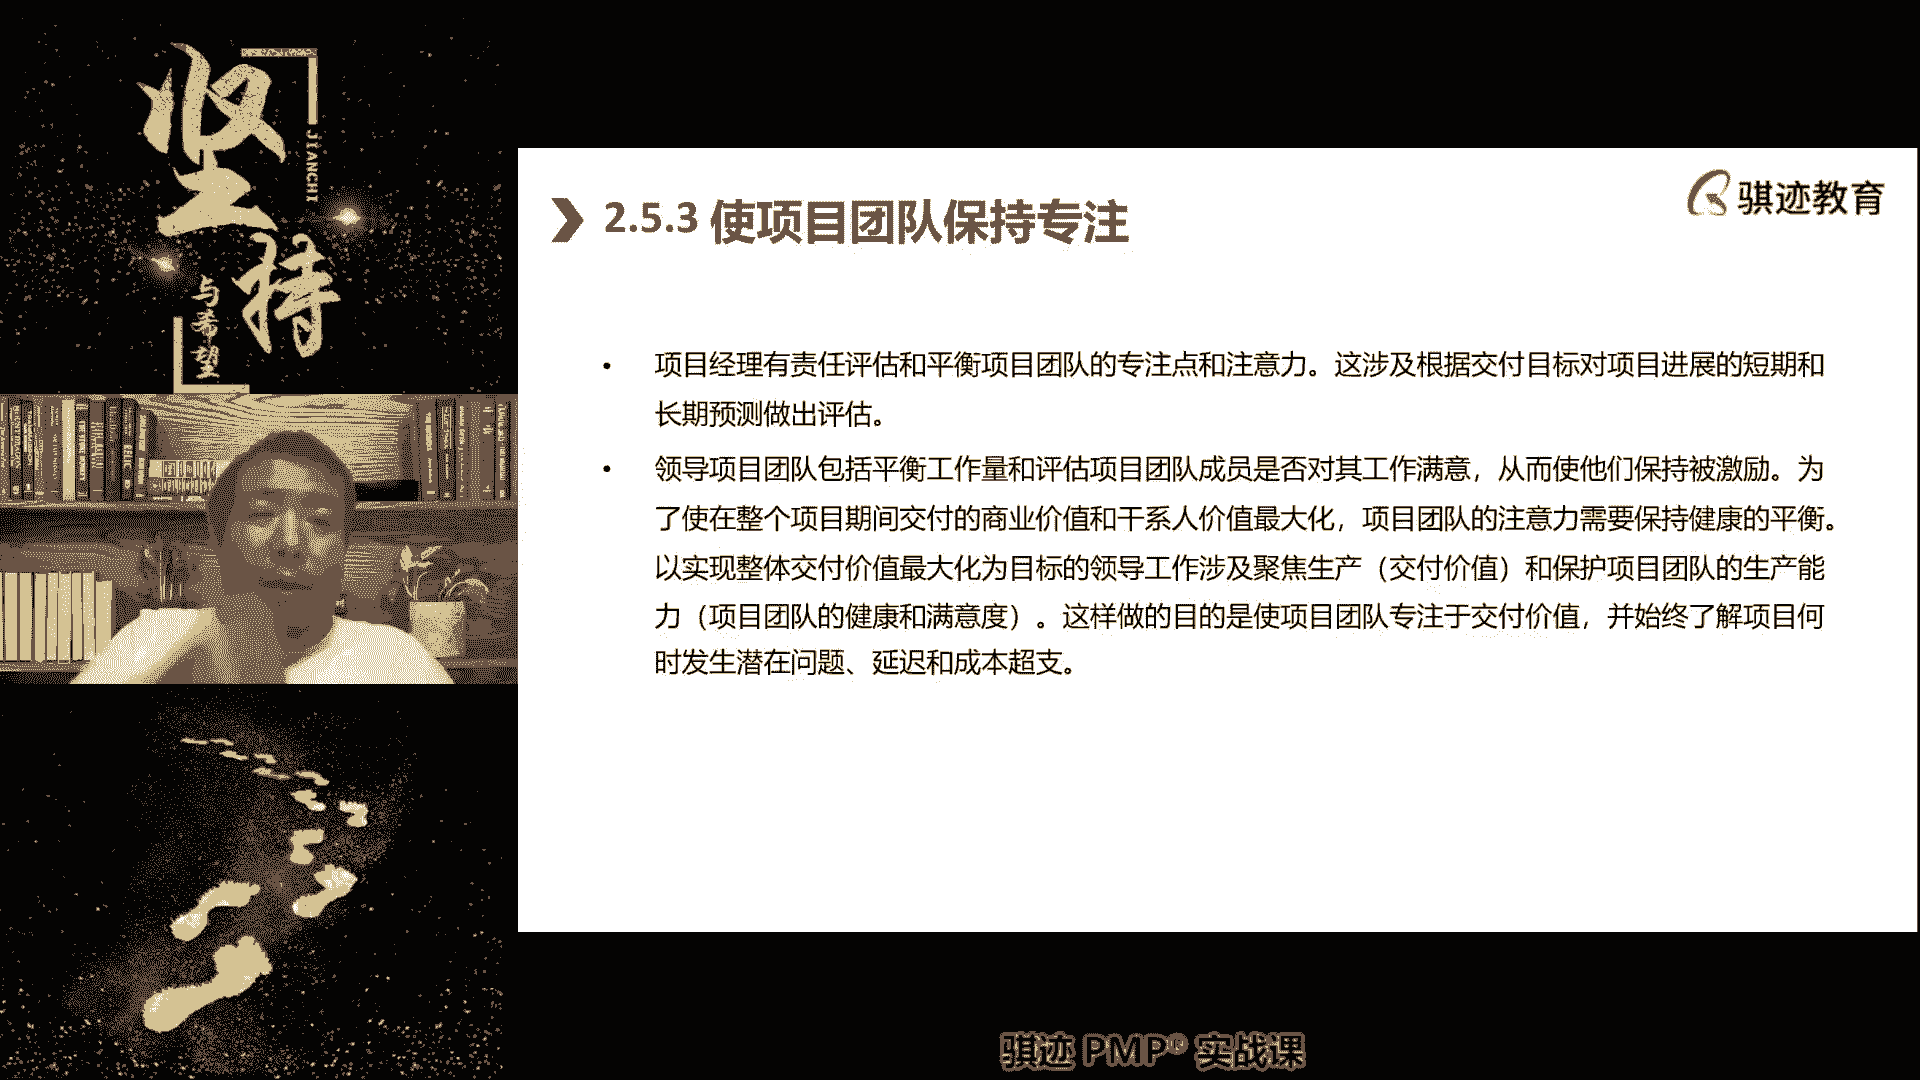 坚持
JIANCHI
与希望
骐迹教育
2.5.3 使项目团队保持专注
• 项目经理有责任评估和平衡项目团队的专注点和注意力。这涉及根据交付目标对项目进展的短期和
长期预测做出评估。
• 领导项目团队包括平衡工作量和评估项目团队成员是否对其工作满意，从而使他们保持被激励。为
了使在整个项目期间交付的商业价值和干系人价值最大化，项目团队的注意力需要保持健康的平衡。
以实现整体交付价值最大化为目标的领导工作涉及聚焦生产（交付价值）和保护项目团队的生产能
力（项目团队的健康和满意度）。这样做的目的是使项目团队专注于交付价值，并始终了解项目何
时发生潜在问题、延迟和成本超支。
骐迹 PMP® 实战课